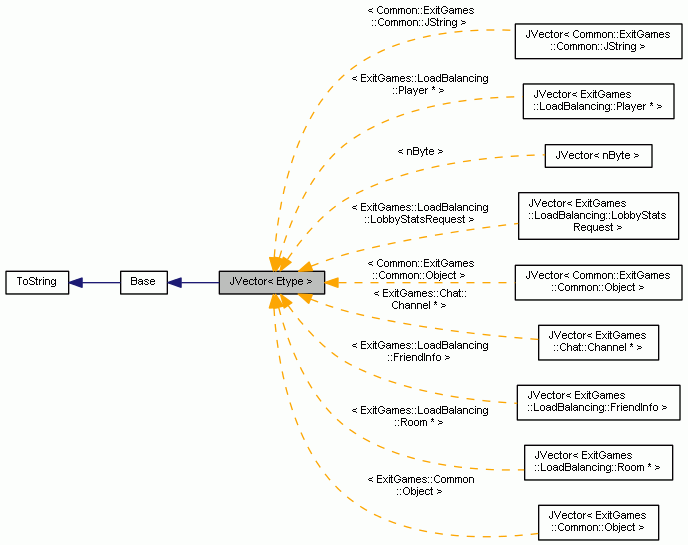 < Common::ExitGames
::Common::JString >
JVector< Common::ExitGames
::Common::JString >
< ExitGames::LoadBalancing
::Player * >
JVector< ExitGames
::LoadBalancing::Player * >
< nByte >
JVector< nByte >
< ExitGames::LoadBalancing
::LobbyStatsRequest >
JVector< ExitGames
::LoadBalancing::LobbyStats
Request >
< Common::ExitGames
::Common::Object >
JVector< Common::ExitGames
::Common::Object >
ToString
Base
JVector< Etype >
< ExitGames::Chat::
Channel * >
JVector< ExitGames
::Chat::Channel * >
< ExitGames::LoadBalancing
::FriendInfo >
JVector< ExitGames
::LoadBalancing::FriendInfo >
< ExitGames::LoadBalancing
::Room * >
JVector< ExitGames
::LoadBalancing::Room * >
< ExitGames::Common
::Object >
JVector< ExitGames
::Common::Object >